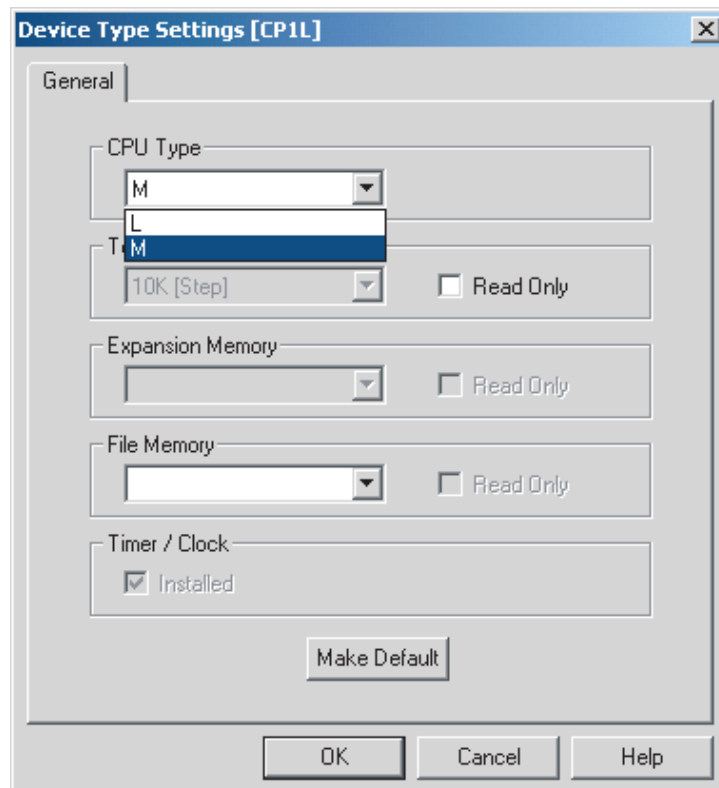 Device Type Settings [CP1L]
General
CPU Type
M
L
M
10K [Step]
Read Only
Expansion Memory
Read Only
File Memory
Read Only
Timer / Clock
Installed
Make Default
OK Cancel Help